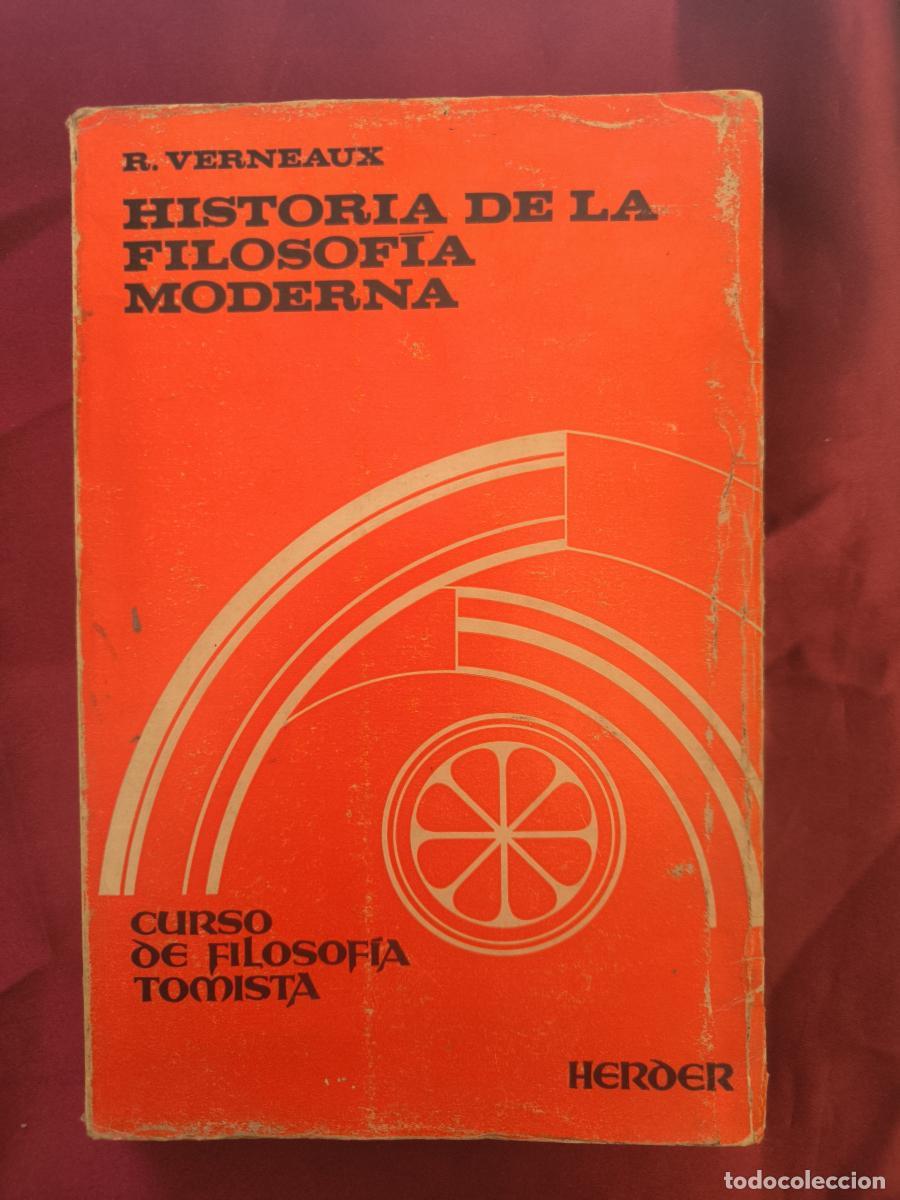 R. VERNEAUX
HISTORIA DE LA
FILOSOFÍA
MODERNA
CURSO
DE FILOSOFÍA
TOMISTA
HERDER
todocoleccion